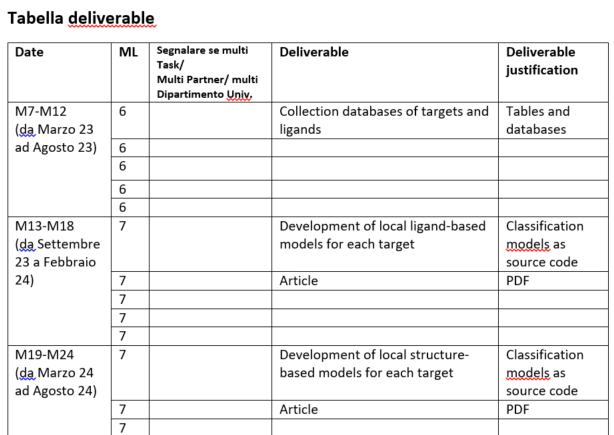 Tabella deliverable
Date ML Segnalare se multi Task/ Multi Partner/ multi Dipartimento Univ. Deliverable Deliverable justification
M7-M12 (da Marzo 23 ad Agosto 23) 6 Collection databases of targets and ligands Tables and databases
6
6
6
6
M13-M18 (da Settembre 23 a Febbraio 24) 7 Development of local ligand-based models for each target Classification models as source code
7 Article PDF
7
7
7
M19-M24 (da Marzo 24 ad Agosto 24) 7 Development of local structure-based models for each target Classification models as source code
7 Article PDF
7